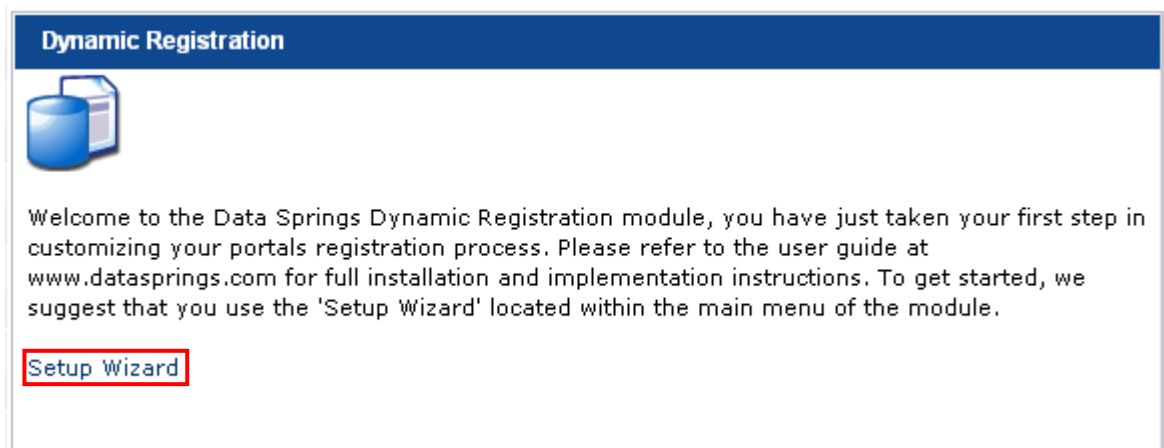 Dynamic Registration
Welcome to the Data Springs Dynamic Registration module, you have just taken your first step in
customizing your portals registration process. Please refer to the user guide at
www.datasprings.com for full installation and implementation instructions. To get started, we
suggest that you use the 'Setup Wizard' located within the main menu of the module.
Setup Wizard